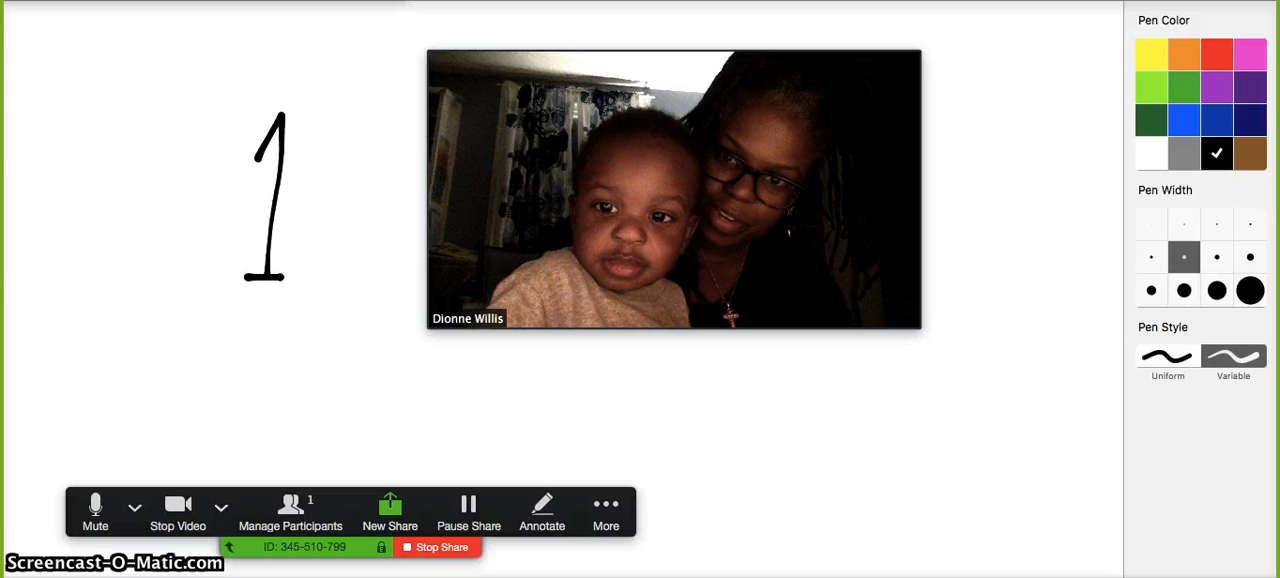 Pen Color
1
Pen Width
Dionne Willis
Pen Style
Uniform
Variable
1
Mute
Stop Video
Manage Participants
New Share
Pause Share
Annotate
More
ID: 345-510-799
Stop Share
Screencast-O-Matic.com